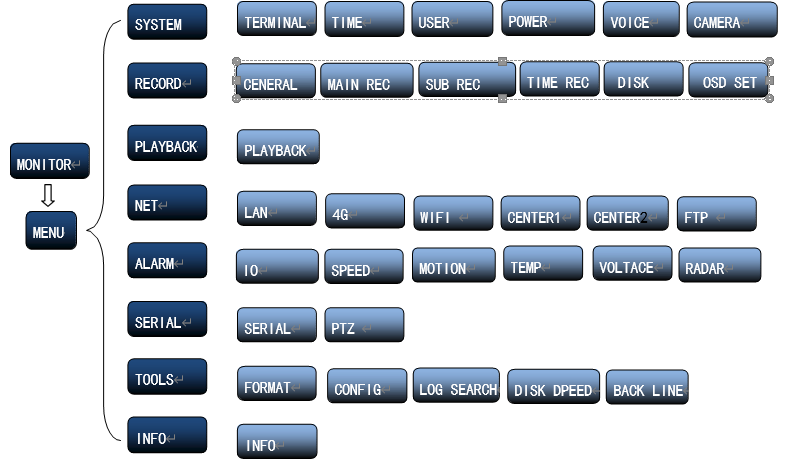 SYSTEM TERMINAL TIME USER POWER VOICE CAMERA
RECORD CENERAL MAIN REC SUB REC TIME REC DISK OSD SET
PLAYBACK PLAYBACK
MONITOR
NET LAN 4G WIFI CENTER1 CENTER2 FTP
MENU
ALARM IO SPEED MOTION TEMP VOLTACE RADAR
SERIAL SERIAL PTZ
TOOLS FORMAT CONFIG LOG SEARCH DISK DPEED BACK LINE
INFO INFO